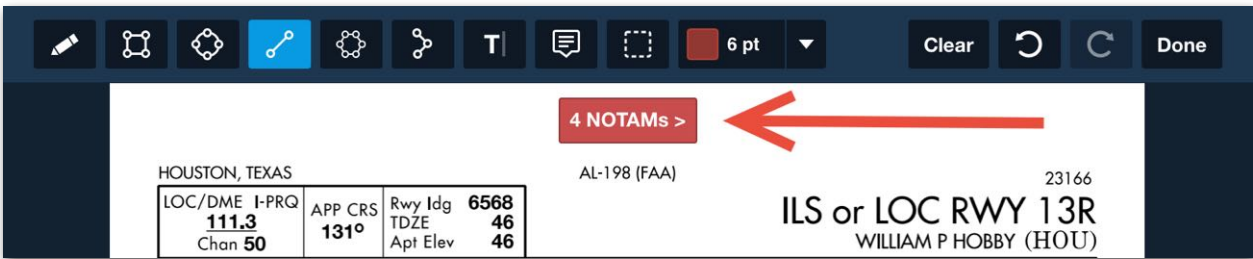 T 6 pt Clear Done
4 NOTAMs >
HOUSTON, TEXAS AL-198 (FAA) 23166
LOC/DME I-PRQ
111.3
Chan 50
APP CRS
131°
Rwy ldg 6568
TDZE 46
Apt Elev 46
ILS or LOC RWY 13R
WILLIAM P HOBBY (HOU)